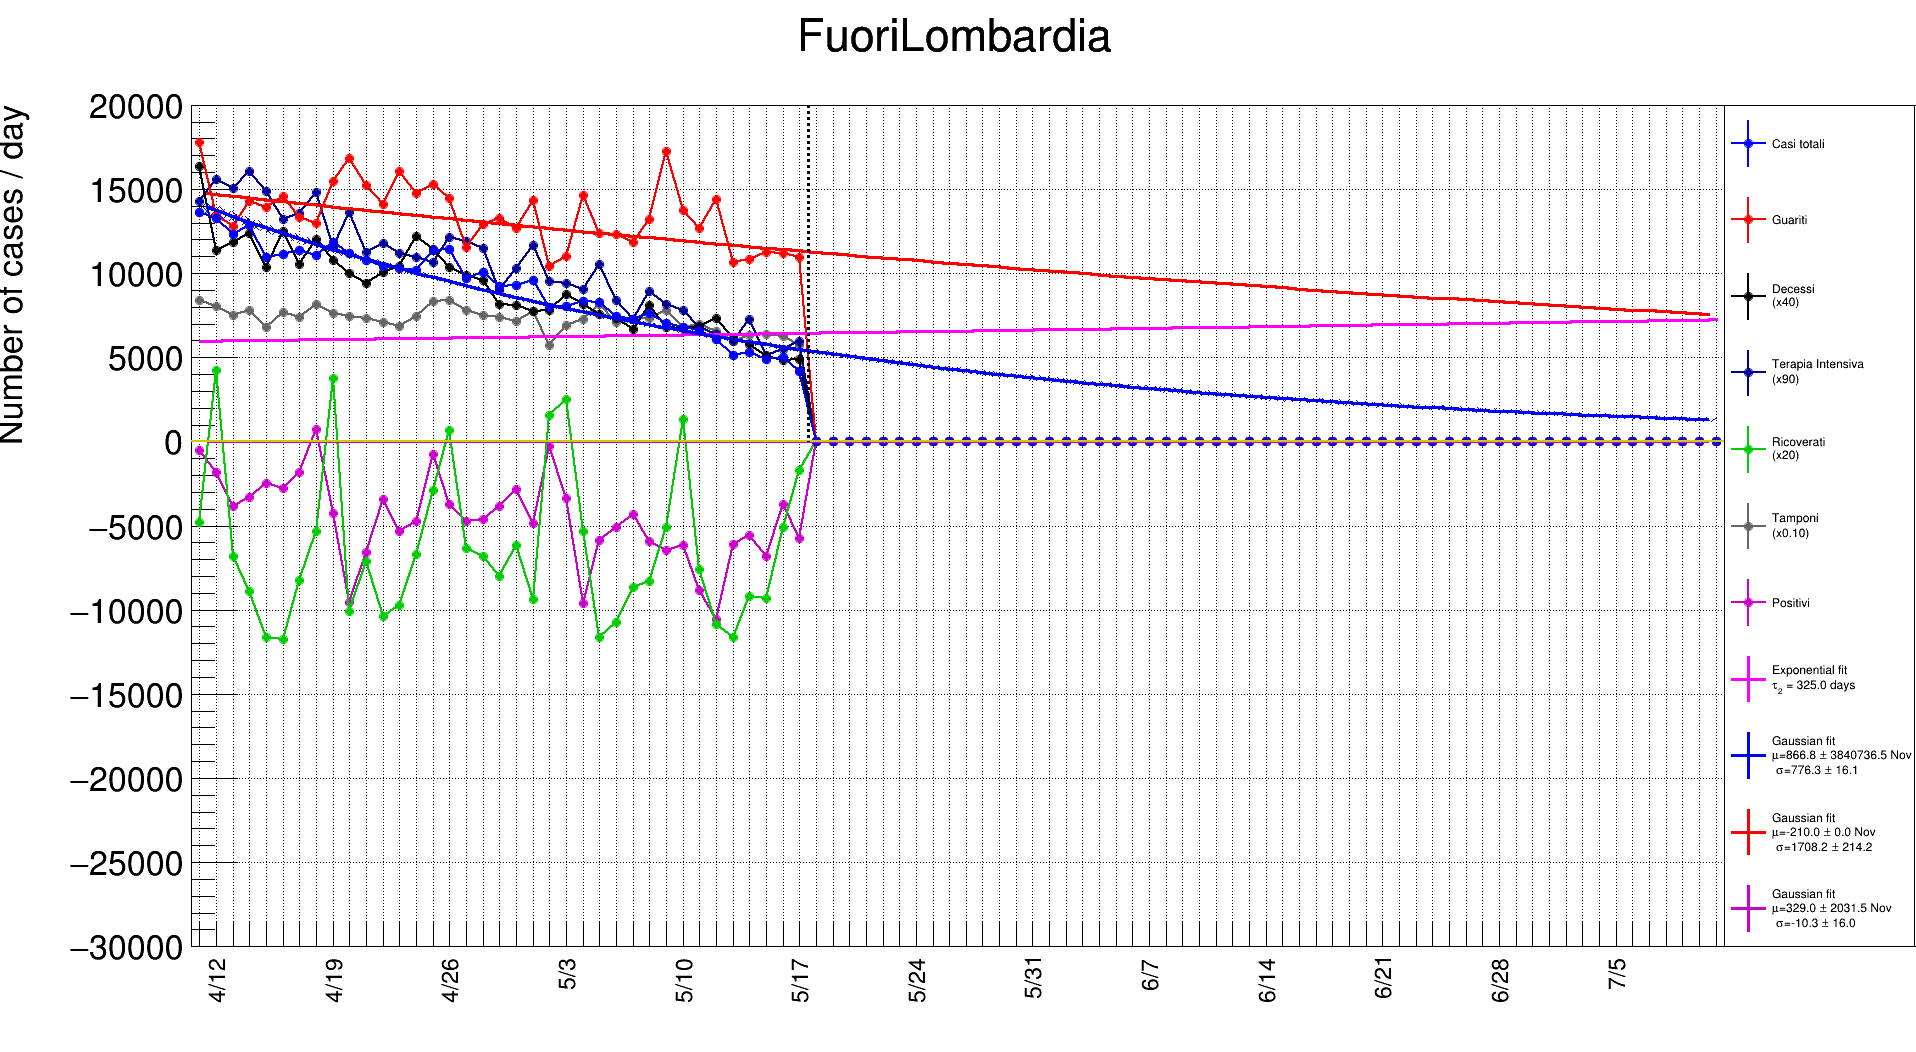 FuoriLombardia
Number of cases / day
20000
15000
10000
5000
0
−5000
−10000
−15000
−20000
−25000
−30000
4/12
4/19
4/26
5/3
5/10
5/17
5/24
5/31
6/7
6/14
6/21
6/28
7/5
Casi totali
Guariti
Decessi
(x40)
Terapia Intensiva
(x90)
Ricoverati
(x20)
Tamponi
(x0.10)
Positivi
Exponential fit
τ2 = 325.0 days
Gaussian fit
μ=866.8 ± 3840736.5 Nov
σ=776.3 ± 16.1
Gaussian fit
μ=-210.0 ± 0.0 Nov
σ=1708.2 ± 214.2
Gaussian fit
μ=329.0 ± 2031.5 Nov
σ=-10.3 ± 16.0